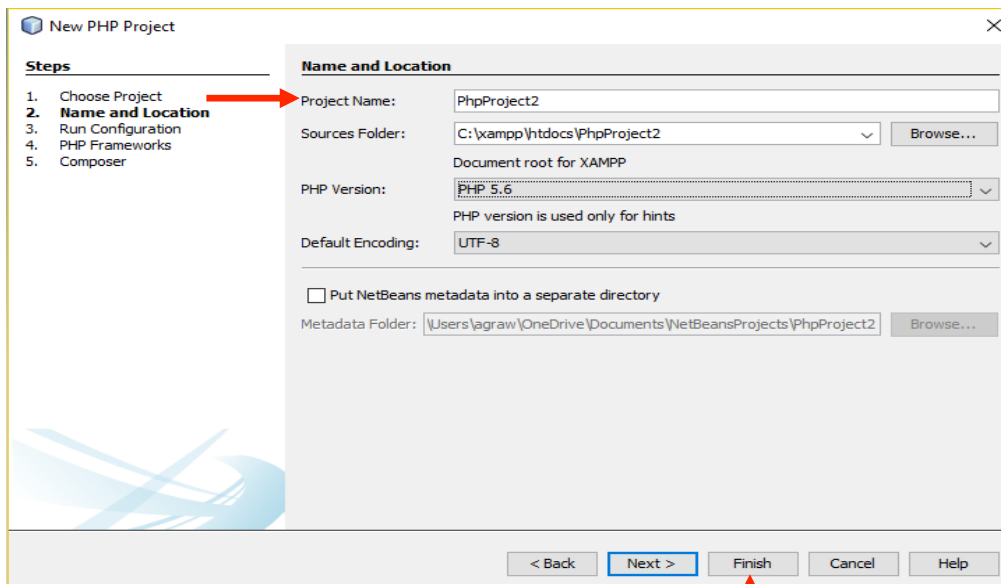 New PHP Project
Steps
1. Choose Project
2. Name and Location
3. Run Configuration
4. PHP Frameworks
5. Composer
Name and Location
Project Name: PhpProject2
Sources Folder: C:\xampp\htdocs\PhpProject2 Browse...
Document root for XAMPP
PHP Version: PHP 5.6
PHP version is used only for hints
Default Encoding: UTF-8
Put NetBeans metadata into a separate directory
Metadata Folder: \Users\agraw\OneDrive\Documents\NetBeansProjects\PhpProject2 Browse...
< Back Next > Finish Cancel Help